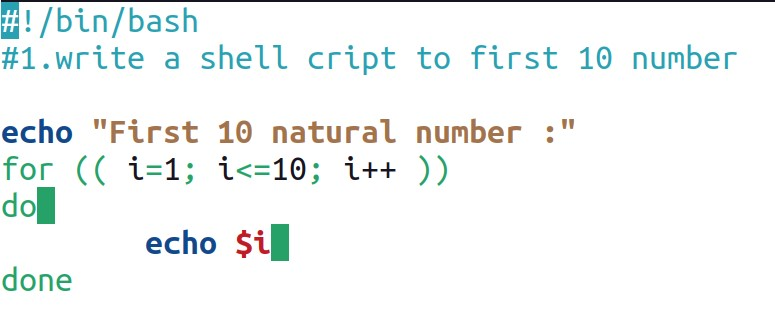 #!/bin/bash
#1.write a shell cript to first 10 number
echo "First 10 natural number :"
for (( i=1; i<=10; i++ ))
do
echo $i
done